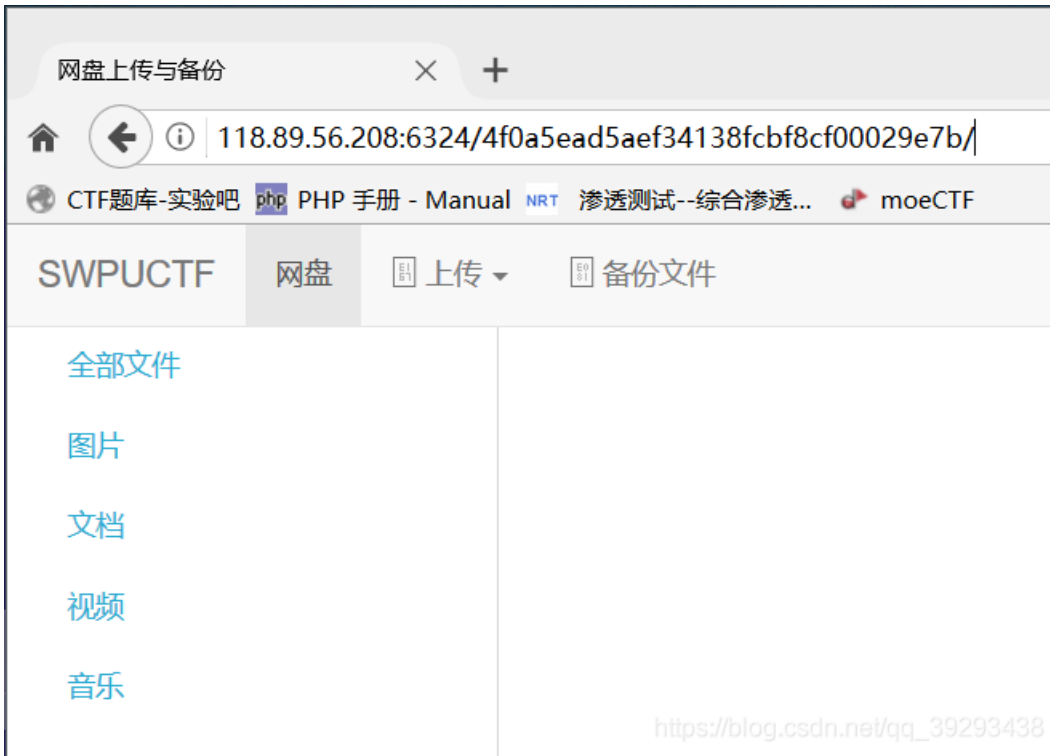 网盘上传与备份
118.89.56.208:6324/4f0a5ead5aef34138fcbf8cf00029e7b/
CTF题库-实验吧 php PHP 手册 - Manual NRT 渗透测试--综合渗透... moeCTF
SWPUCTF 网盘 上传 备份文件
全部文件
图片
文档
视频
音乐
https://blog.csdn.net/qq_39293438